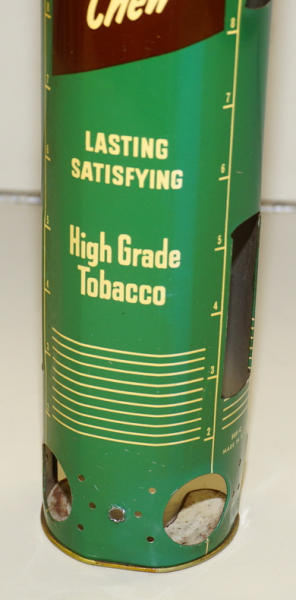 Chew
LASTING
SATISFYING
High Grade
Tobacco
8
7
6
5
4
3
2